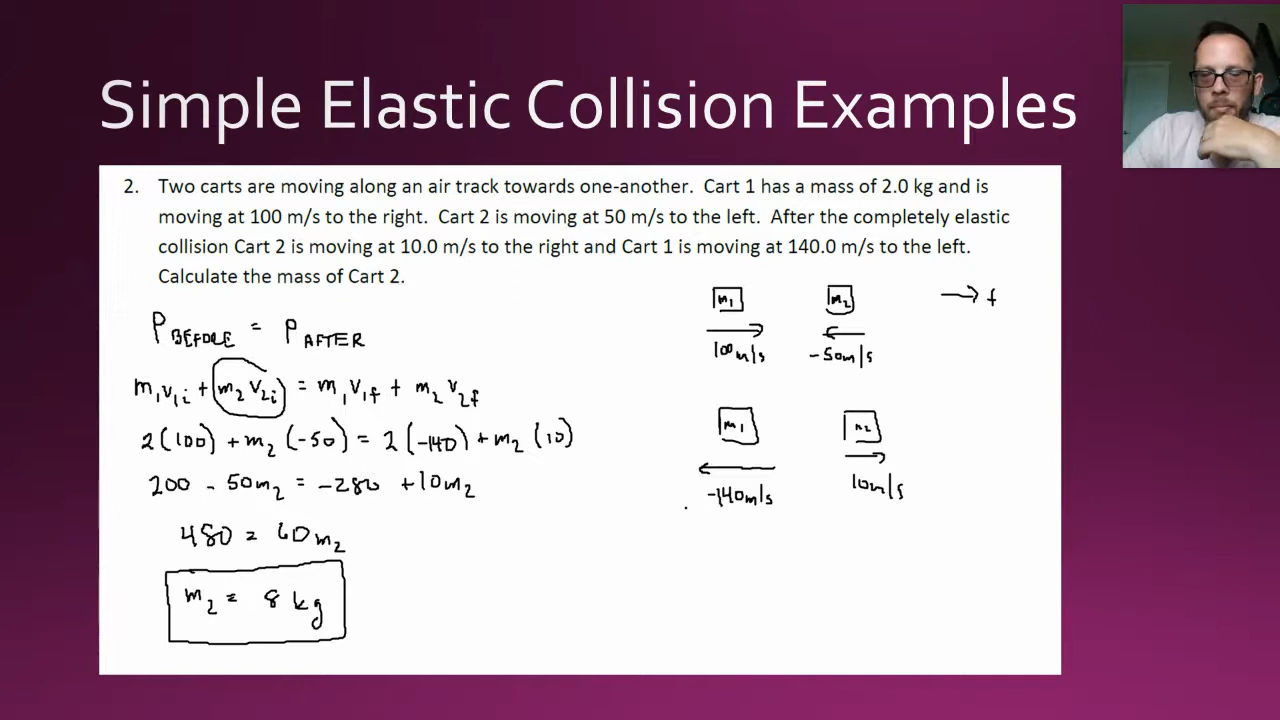 Simple Elastic Collision Examples
2. Two carts are moving along an air track towards one-another. Cart 1 has a mass of 2.0 kg and is
moving at 100 m/s to the right. Cart 2 is moving at 50 m/s to the left. After the completely elastic
collision Cart 2 is moving at 10.0 m/s to the right and Cart 1 is moving at 140.0 m/s to the left.
Calculate the mass of Cart 2.
P BEFORE = P AFTER
m₁v₁ᵢ + m₂v₂ᵢ = m₁v₁f + m₂v₂f
2(100) + m₂(-50) = 2(-140) + m₂(10)
200 - 50m₂ = -280 + 10m₂
480 = 60m₂
m₂ = 8 kg
m₁ m₂ → +
100m/s -50m/s
m₁ m₂
-140m/s 10m/s